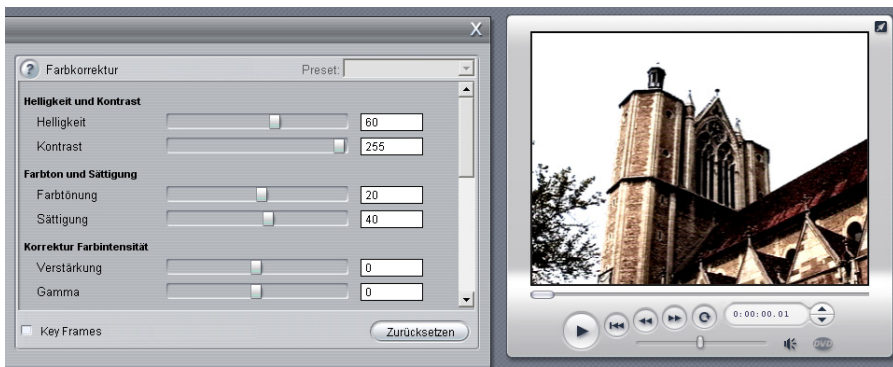 X
? Farbkorrektur Preset:
Helligkeit und Kontrast
Helligkeit 60
Kontrast 255
Farbton und Sättigung
Farbtönung 20
Sättigung 40
Korrektur Farbintensität
Verstärkung 0
Gamma 0
Key Frames Zurücksetzen
0:00:00.01
DVD